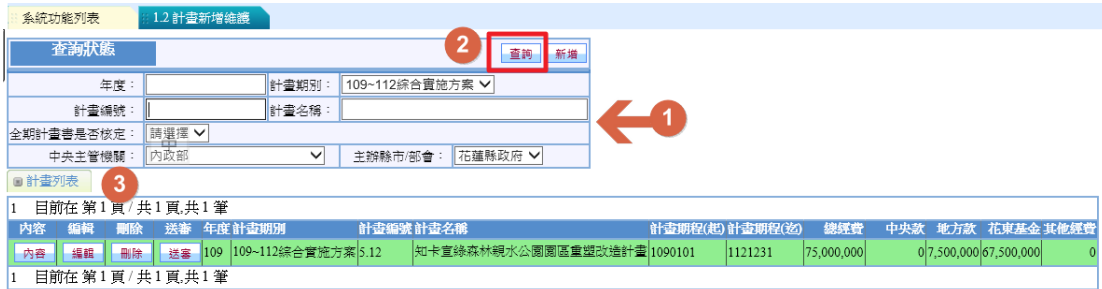 系統功能列表 1.2 計畫新增維護
查詢狀態 2 查詢 新增
年度： 計畫期別： 109~112綜合實施方案
計畫編號： 計畫名稱： 1
全期計畫書是否核定： 請選擇
中央主管機關： 內政部 主辦縣市/部會： 花蓮縣政府
計畫列表 3
1 目前在 第 1 頁 / 共 1 頁,共 1 筆
內容 編輯 刪除 送審 年度 計畫期別 計畫編號 計畫名稱 計畫期程(起) 計畫期程(迄) 總經費 中央款 地方款 花東基金 其他經費
內容 編輯 刪除 送審 109 109~112綜合實施方案 5.12 知卡宣綠森林親水公園園區重塑改造計畫 1090101 1121231 75,000,000 0 7,500,000 67,500,000 0
1 目前在 第 1 頁 / 共 1 頁,共 1 筆